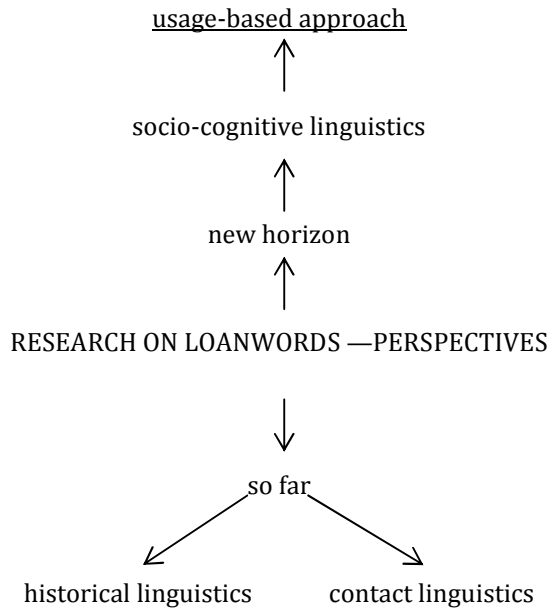 usage-based approach
socio-cognitive linguistics
new horizon
RESEARCH ON LOANWORDS —PERSPECTIVES
so far
historical linguistics contact linguistics